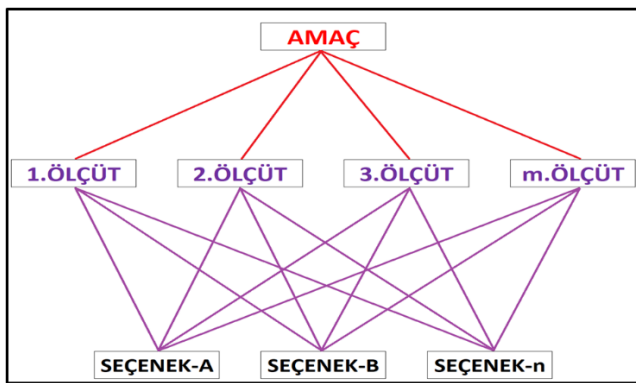 AMAÇ
1.ÖLÇÜT 2.ÖLÇÜT 3.ÖLÇÜT m.ÖLÇÜT
SEÇENEK-A SEÇENEK-B SEÇENEK-n